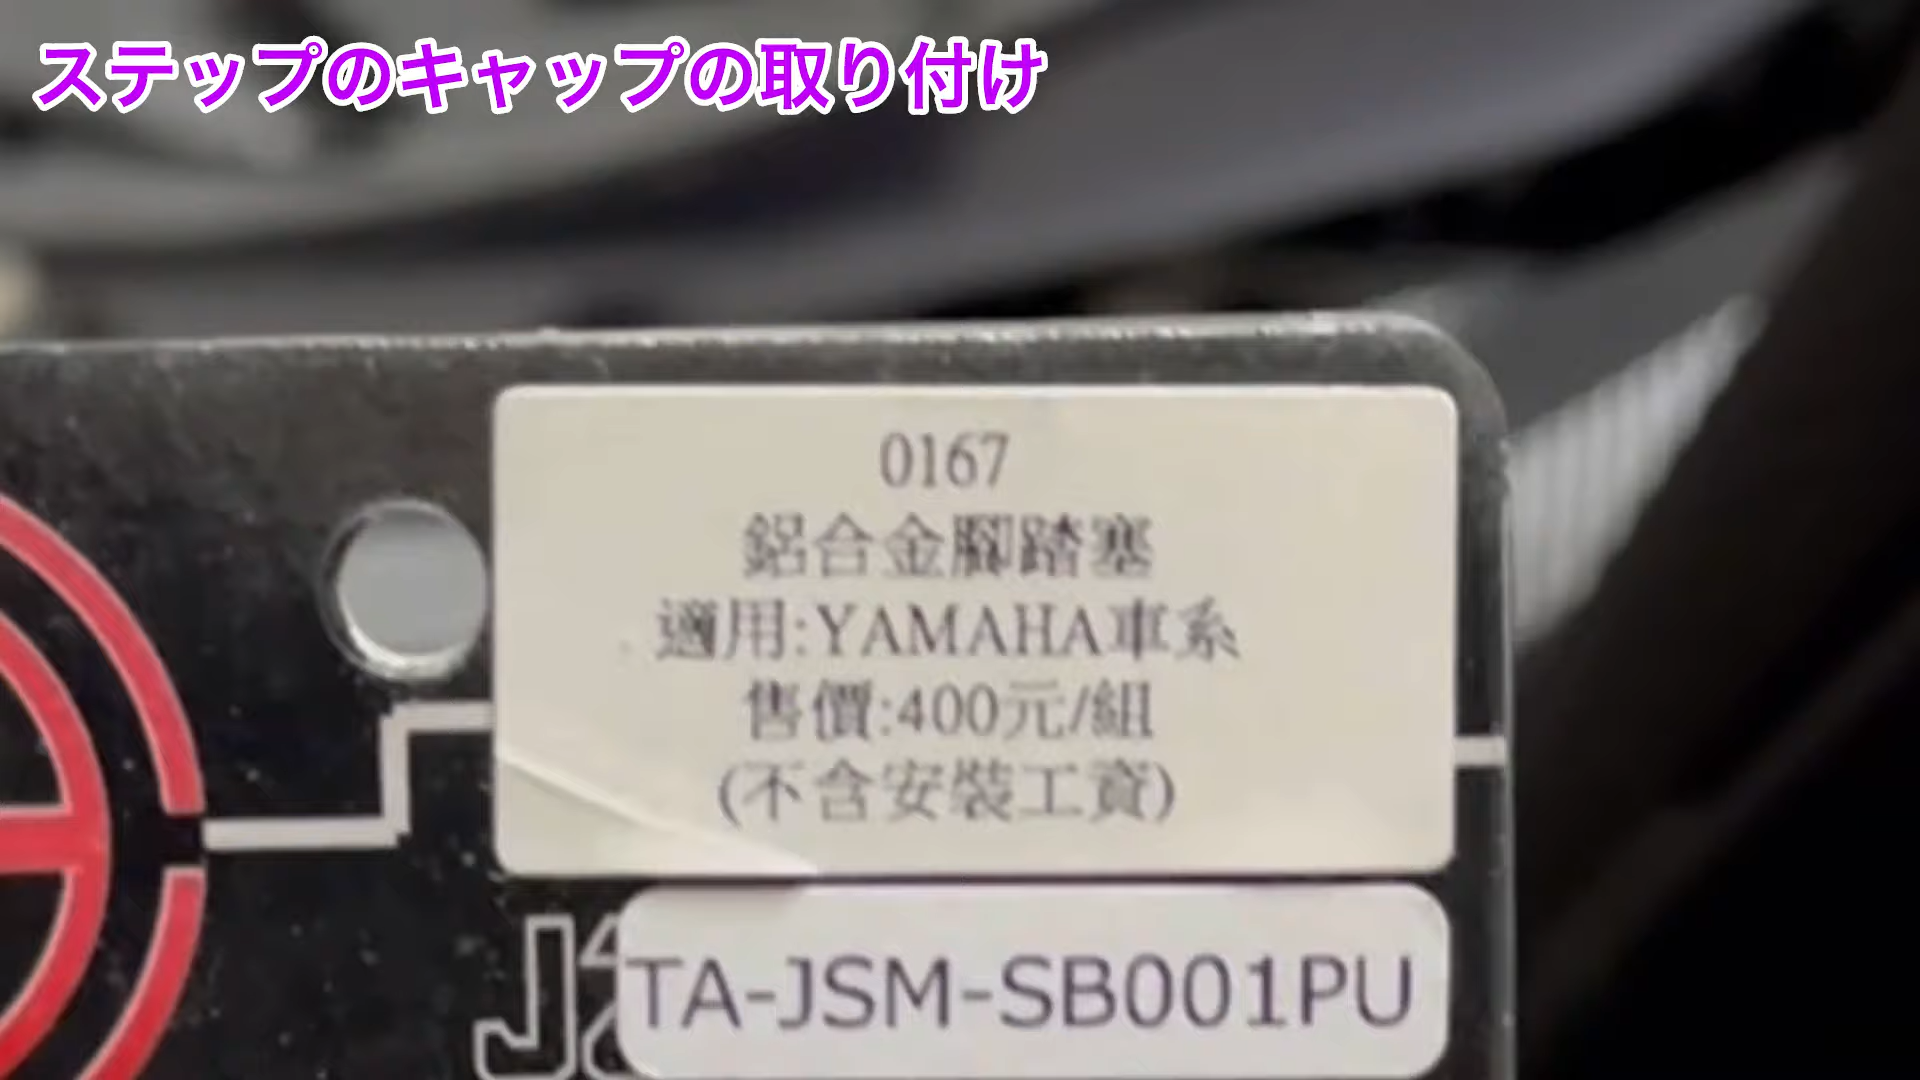 ステップのキャップの取り付け
0167
鋁合金腳踏塞
適用:YAMAHA車系
售價:400元/組
(不含安裝工資)
TA-JSM-SB001PU